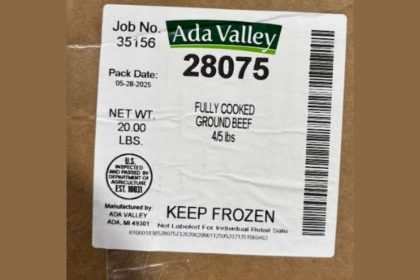 Job No.
35156
Ada Valley
28075
Pack Date:
05-28-2025
FULLY COOKED
GROUND BEEF
4/5 lbs
NET WT.
20.00
LBS.
U.S.
INSPECTED
AND PASSED BY
DEPARTMENT OF
AGRICULTURE
EST. 10031
Manufactured by:
ADA VALLEY
ADA, MI 49301
KEEP FROZEN
Not Labeled For Individual Retail Sale